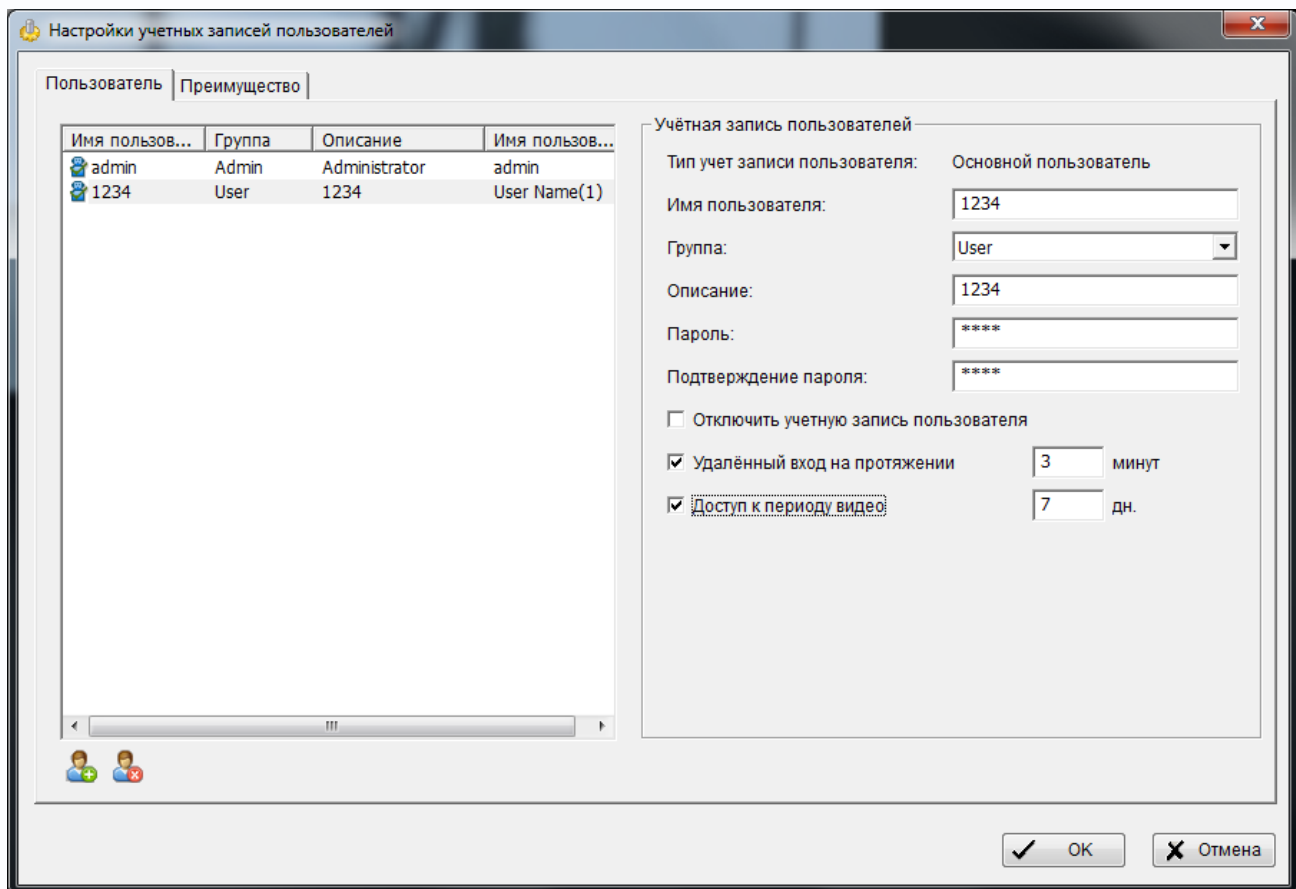 Настройки учетных записей пользователей
Пользователь Преимущество
Имя пользов... Группа Описание Имя пользов...
admin Admin Administrator admin
1234 User 1234 User Name(1)
Учётная запись пользователей
Тип учет записи пользователя: Основной пользователь
Имя пользователя: 1234
Группа: User
Описание: 1234
Пароль: ****
Подтверждение пароля: ****
Отключить учетную запись пользователя
Удалённый вход на протяжении 3 минут
Доступ к периоду видео 7 дн.
OK Отмена